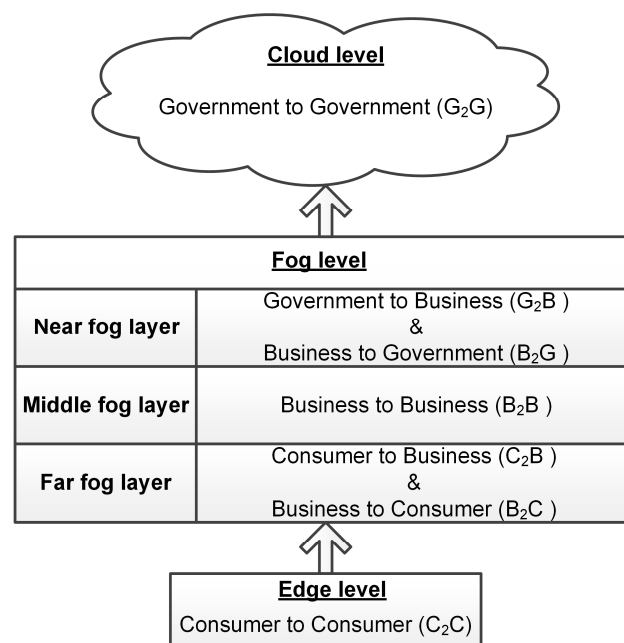 Cloud level
Government to Government (G₂G)
Fog level
Near fog layer
Government to Business (G₂B )
&
Business to Government (B₂G )
Middle fog layer
Business to Business (B₂B )
Far fog layer
Consumer to Business (C₂B )
&
Business to Consumer (B₂C )
Edge level
Consumer to Consumer (C₂C)